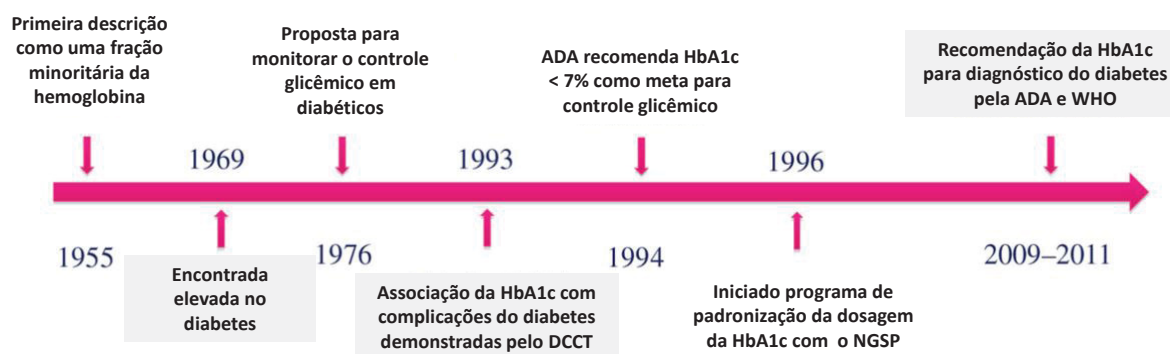 Primeira descrição
como uma fração
minoritária da
hemoglobina
Proposta para
monitorar o controle
glicêmico em
diabéticos
ADA recomenda HbA1c
< 7% como meta para
controle glicêmico
Recomendação da HbA1c
para diagnóstico do diabetes
pela ADA e WHO
1969
1993
1996
1955
1976
1994
2009–2011
Encontrada
elevada no
diabetes
Associação da HbA1c com
complicações do diabetes
demonstradas pelo DCCT
Iniciado programa de
padronização da dosagem
da HbA1c com o NGSP